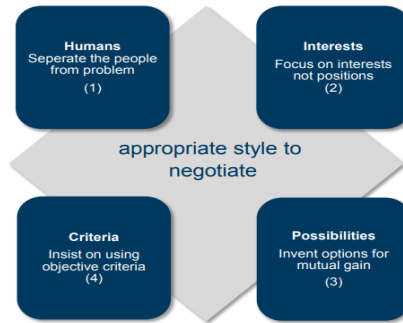 Humans
Seperate the people
from problem
(1)
Interests
Focus on interests
not positions
(2)
appropriate style to
negotiate
Criteria
Insist on using
objective criteria
(4)
Possibilities
Invent options for
mutual gain
(3)